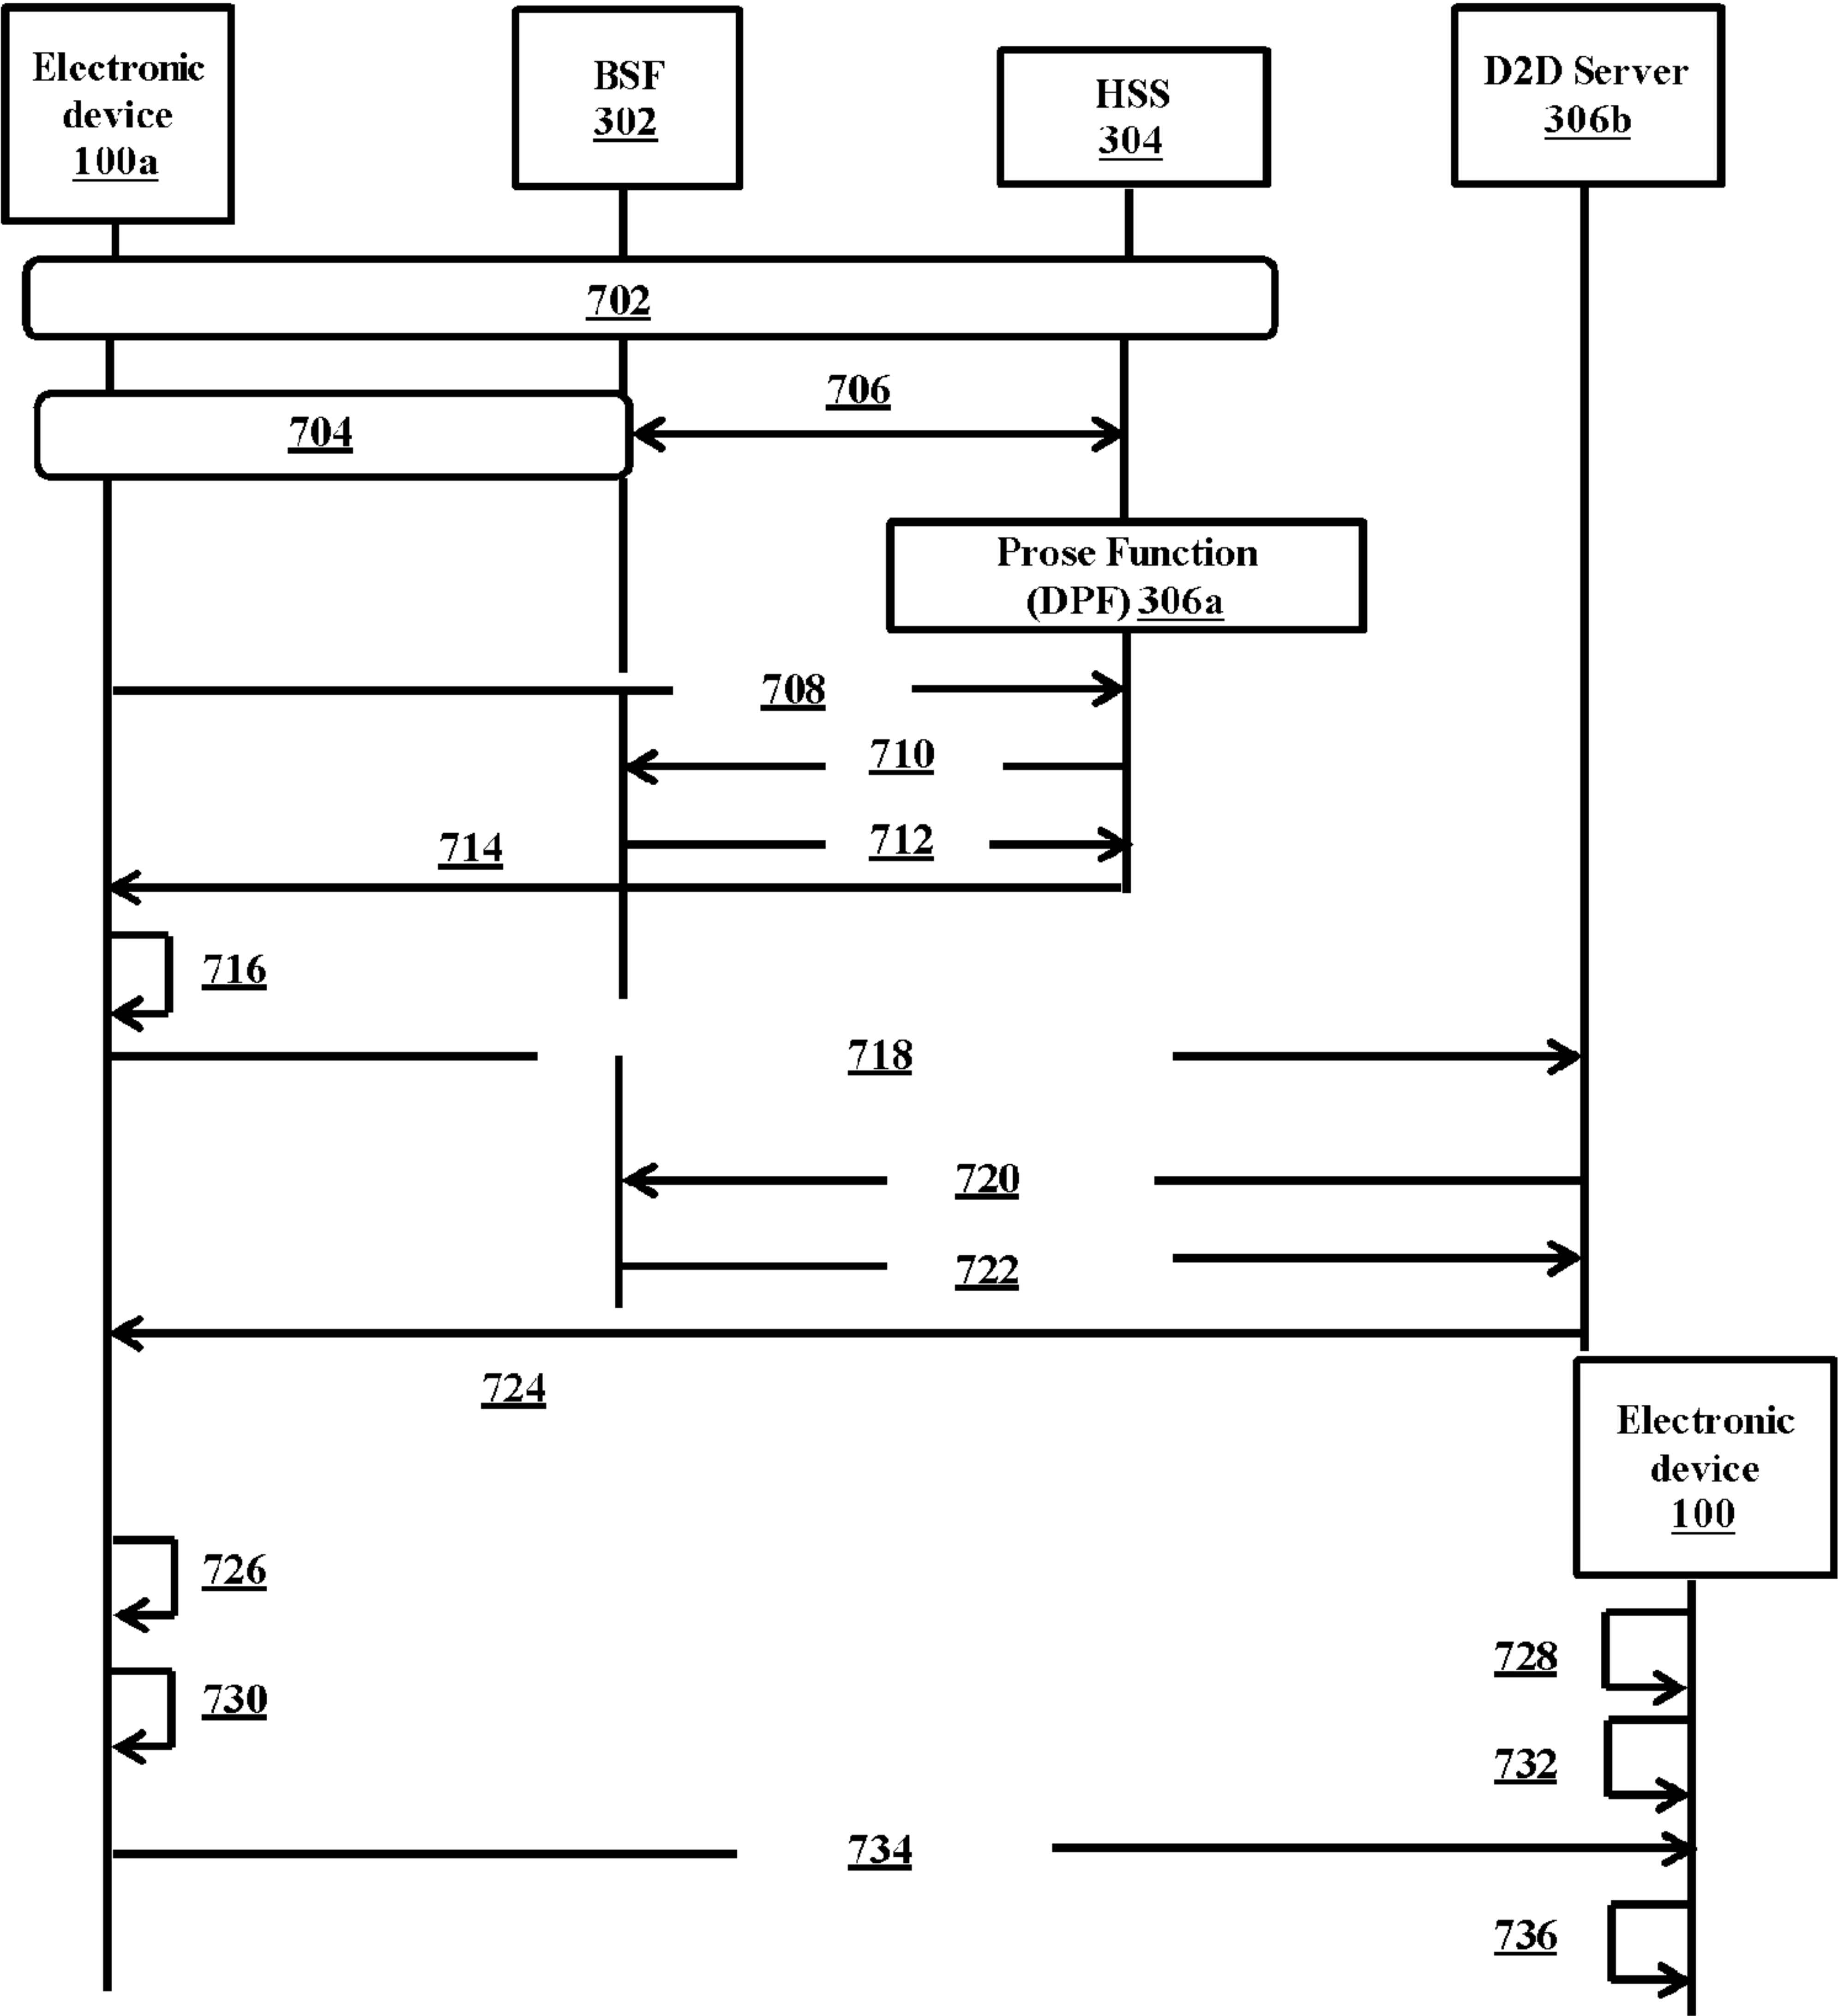 Electronic
device
100a
BSF
302
HSS
304
D2D Server
306b
702
706
704
Prose Function
(DPF) 306a
708
710
712
714
716
718
720
722
724
Electronic
device
100
726
728
730
732
734
736